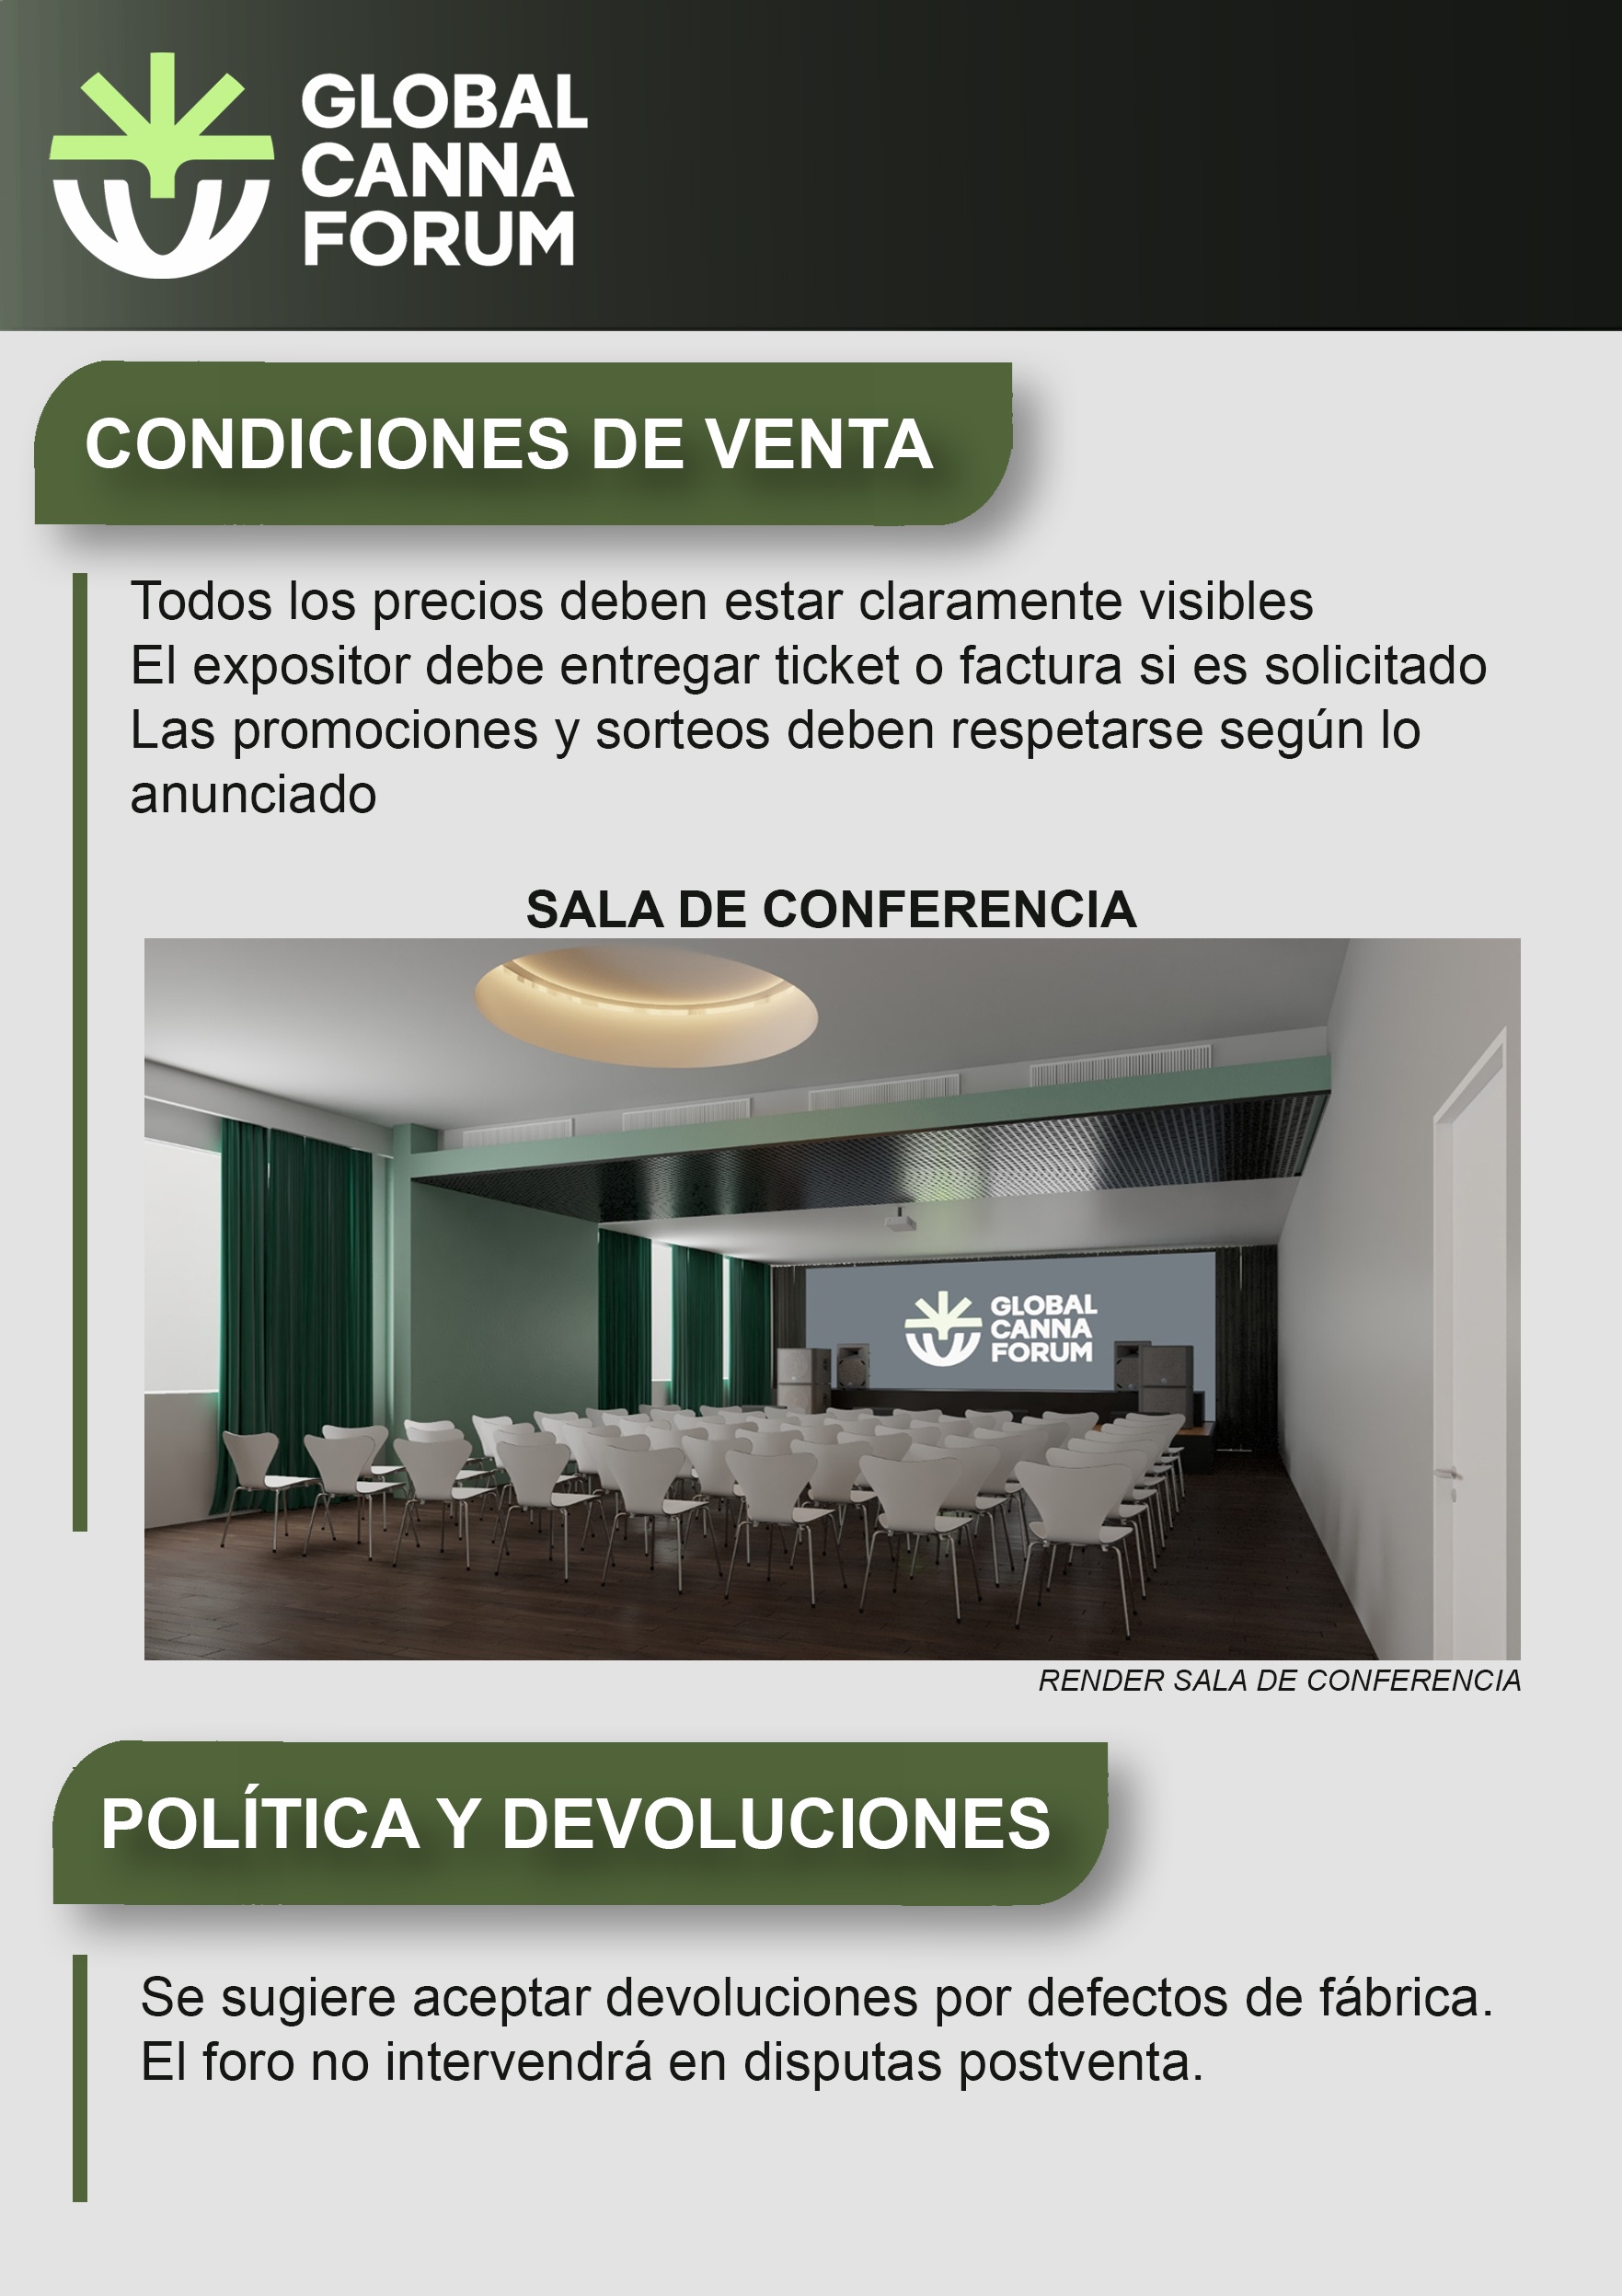 GLOBAL
CANNA
FORUM
CONDICIONES DE VENTA
Todos los precios deben estar claramente visibles
El expositor debe entregar ticket o factura si es solicitado
Las promociones y sorteos deben respetarse según lo
anunciado
SALA DE CONFERENCIA
GLOBAL
CANNA
FORUM
RENDER SALA DE CONFERENCIA
POLÍTICA Y DEVOLUCIONES
Se sugiere aceptar devoluciones por defectos de fábrica.
El foro no intervendrá en disputas postventa.